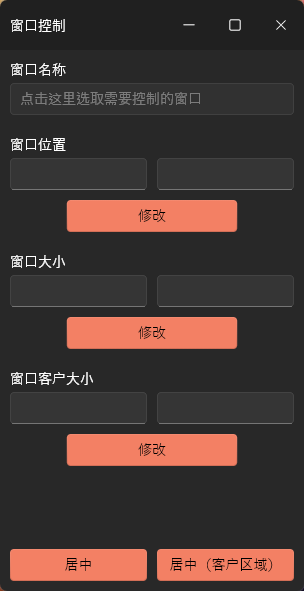 窗口控制
窗口名称
点击这里选取需要控制的窗口
窗口位置
修改
窗口大小
修改
窗口客户大小
修改
居中 居中（客户区域）